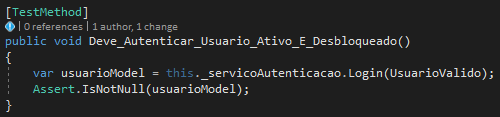 [TestMethod]
| 0 references | 1 author, 1 change
public void Deve_Autenticar_Usuario_Ativo_E_Desbloqueado()
{
var usuarioModel = this._servicoAutenticacao.Login(UsuarioValido);
Assert.IsNotNull(usuarioModel);
}